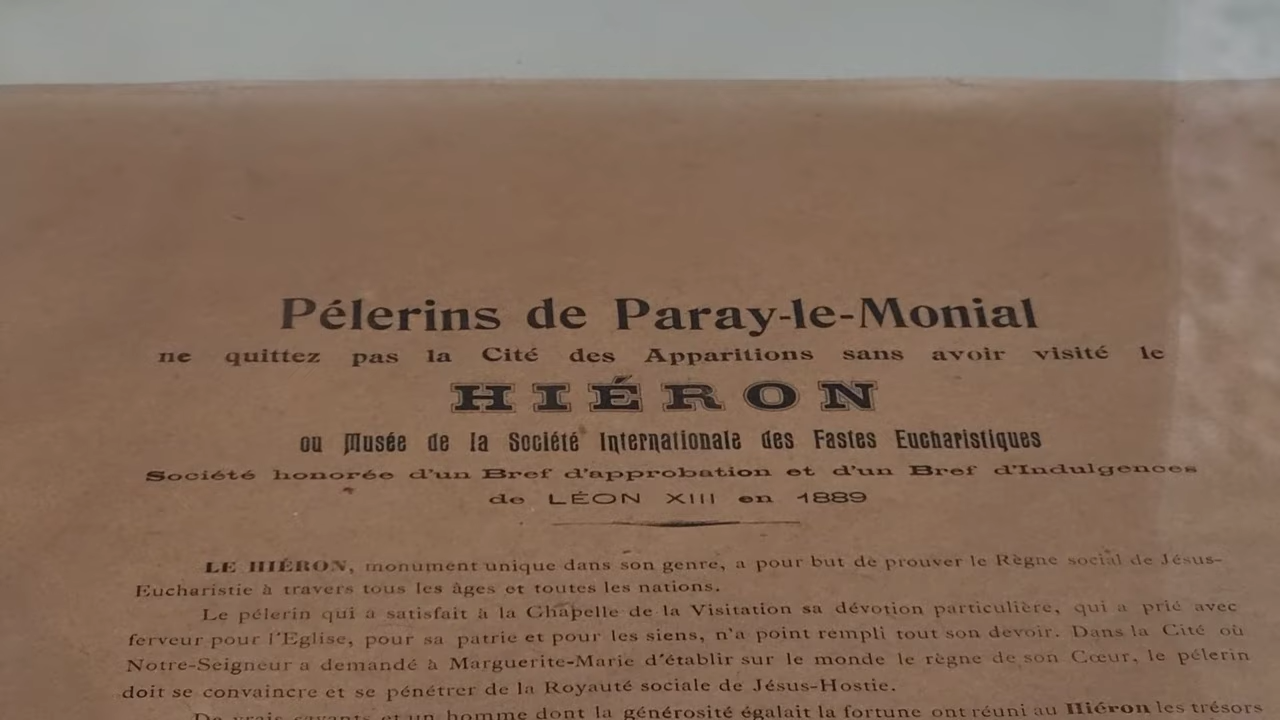 Pélerins de Paray-le-Monial
ne quittez pas la Cité des Apparitions sans avoir visité le
HIÉRON
ou Musée de la Société Internationale des Fastes Eucharistiques
Société honorée d'un Bref d'approbation et d'un Bref d'Indulgences
de LÉON XIII en 1889
LE HIÉRON, monument unique dans son genre, a pour but de prouver le Règne social de Jésus-
Eucharistie à travers tous les âges et toutes les nations.
Le pélerin qui a satisfait à la Chapelle de la Visitation sa dévotion particulière, qui a prié avec
ferveur pour l'Eglise, pour sa patrie et pour les siens, n'a point rempli tout son devoir. Dans la Cité où
Notre-Seigneur a demandé à Marguerite-Marie d'établir sur le monde le règne de son Cœur, le pélerin
doit se convaincre et se pénétrer de la Royauté sociale de Jésus-Hostie.
De vrais savants et un homme dont la générosité égalait la fortune ont réuni au Hiéron les trésors